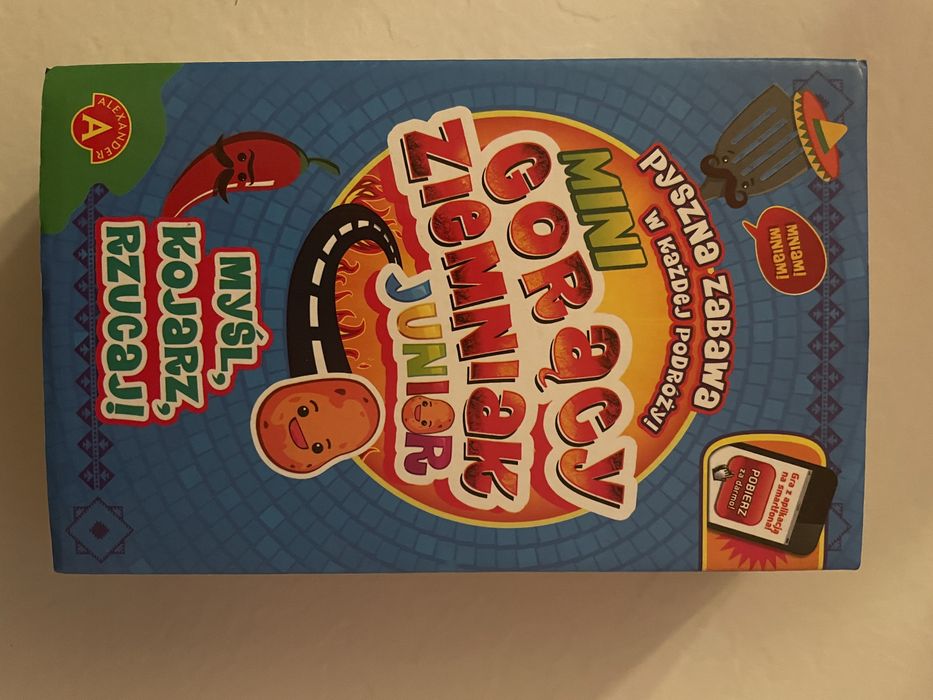 MNIAM!
MNIAM!
PYSZNA ZABAWA
W KAŻDEJ PODRÓŻY!
Gra z aplikacją
na smartfona!
POBIERZ
za darmo!
MINI
GORĄCY
ZIEMNIAK
JUNIOR
MYŚL,
KOJARZ,
RZUCAJ!
ALEXANDER
A